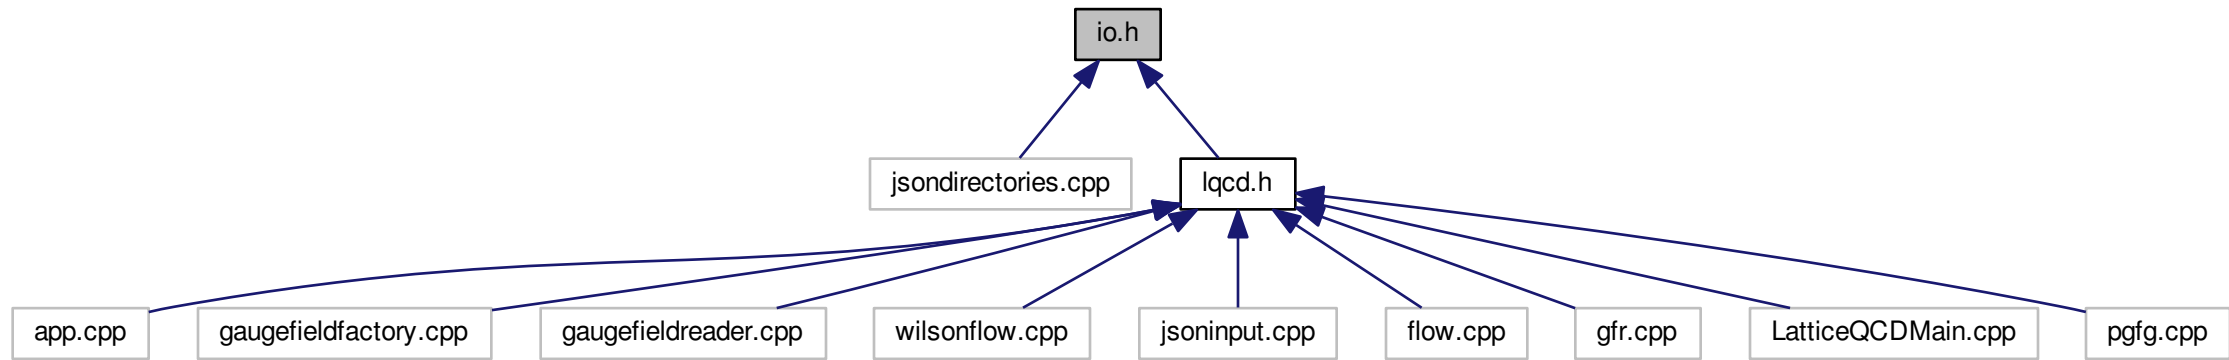 io.h
jsondirectories.cpp
lqcd.h
app.cpp
gaugefieldfactory.cpp
gaugefieldreader.cpp
wilsonflow.cpp
jsoninput.cpp
flow.cpp
gfr.cpp
LatticeQCDMain.cpp
pgfg.cpp